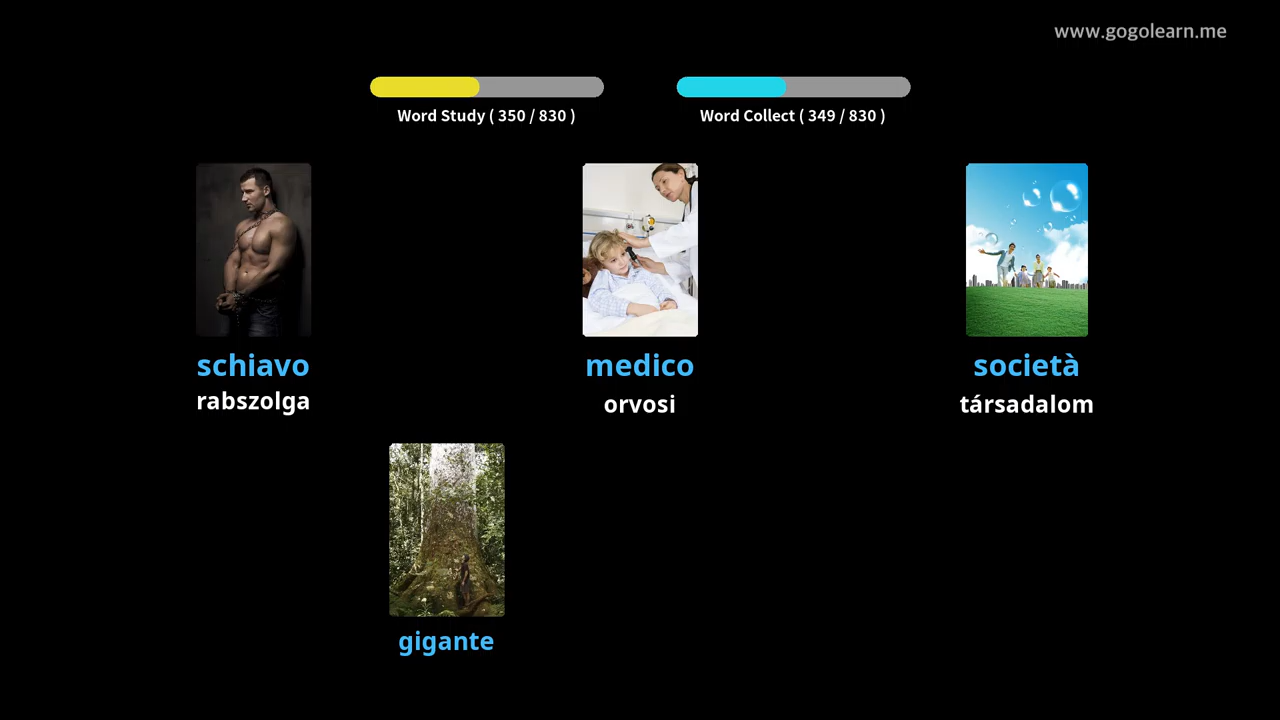 www.gogolearn.me
Word Study ( 350 / 830 )
Word Collect ( 349 / 830 )
schiavo
rabszolga
medico
orvosi
società
társadalom
gigante